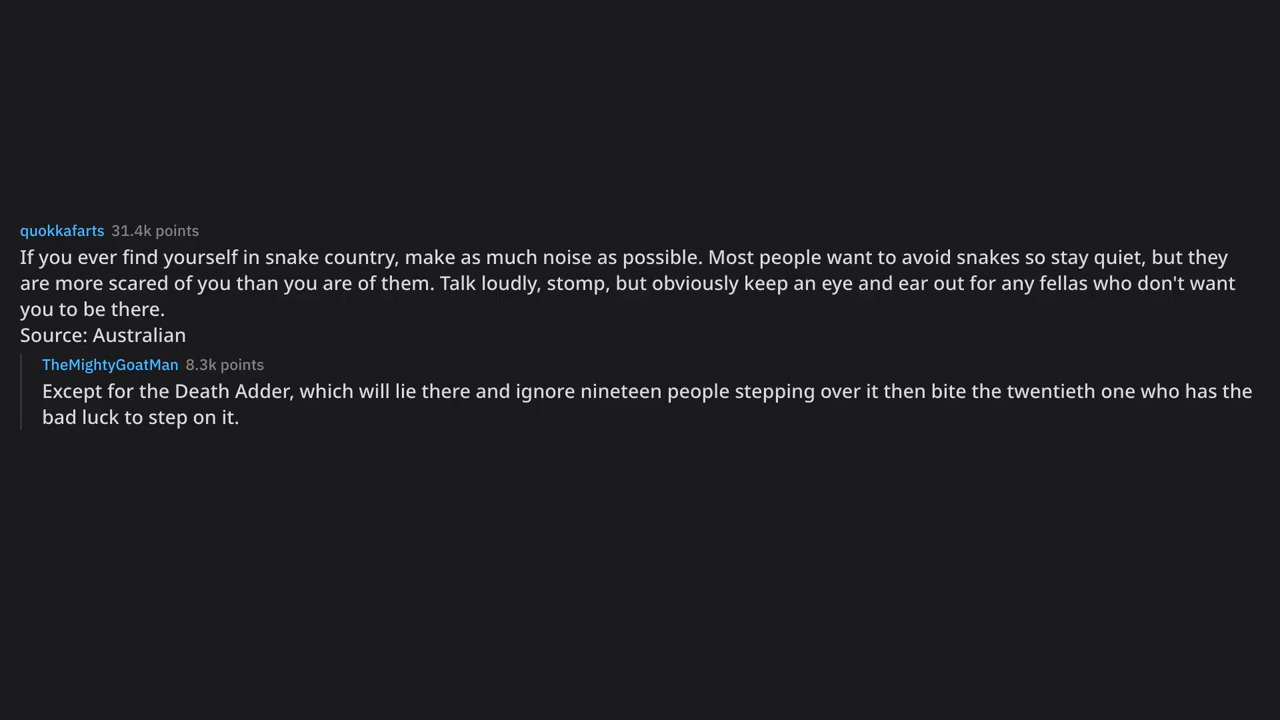 quokkafarts 31.4k points
If you ever find yourself in snake country, make as much noise as possible. Most people want to avoid snakes so stay quiet, but they
are more scared of you than you are of them. Talk loudly, stomp, but obviously keep an eye and ear out for any fellas who don't want
you to be there.
Source: Australian
TheMightyGoatMan 8.3k points
Except for the Death Adder, which will lie there and ignore nineteen people stepping over it then bite the twentieth one who has the
bad luck to step on it.